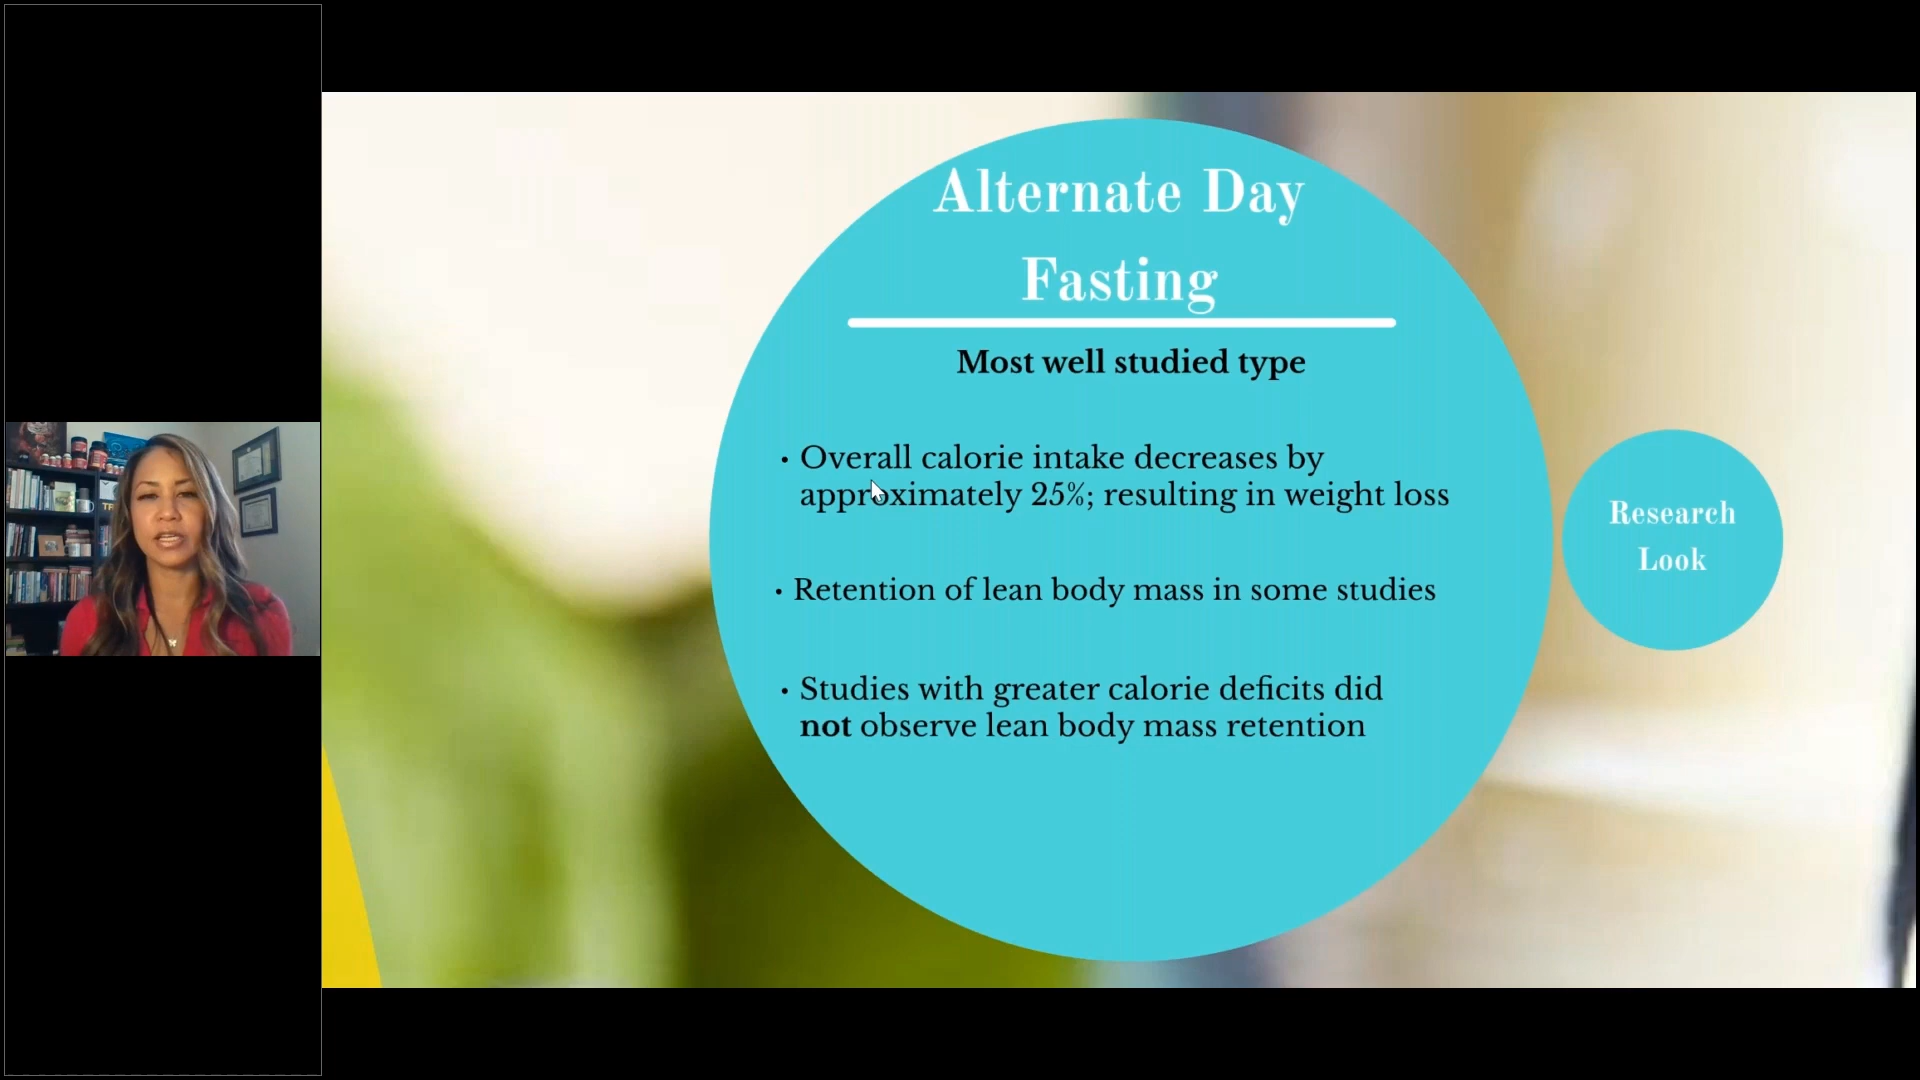 Alternate Day
Fasting
Most well studied type
• Overall calorie intake decreases by
approximately 25%; resulting in weight loss
• Retention of lean body mass in some studies
• Studies with greater calorie deficits did
not observe lean body mass retention
Research
Look